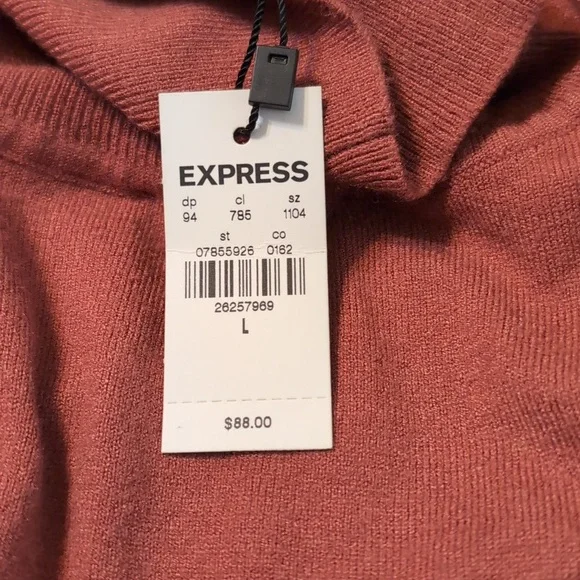 EXPRESS
dp cl sz
94 785 1104
st co
07855926 0162
26257969
L
$88.00